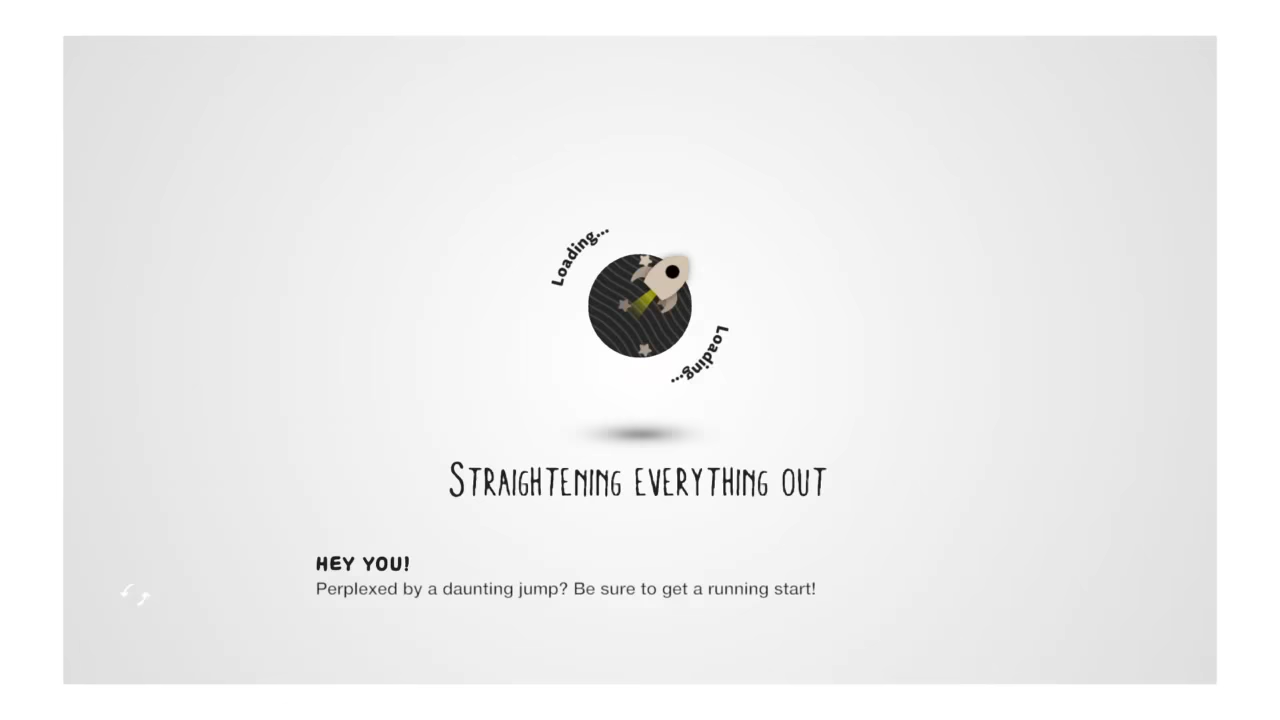 Loading...
Loading...
STRAIGHTENING EVERYTHING OUT
HEY YOU!
Perplexed by a daunting jump? Be sure to get a running start!